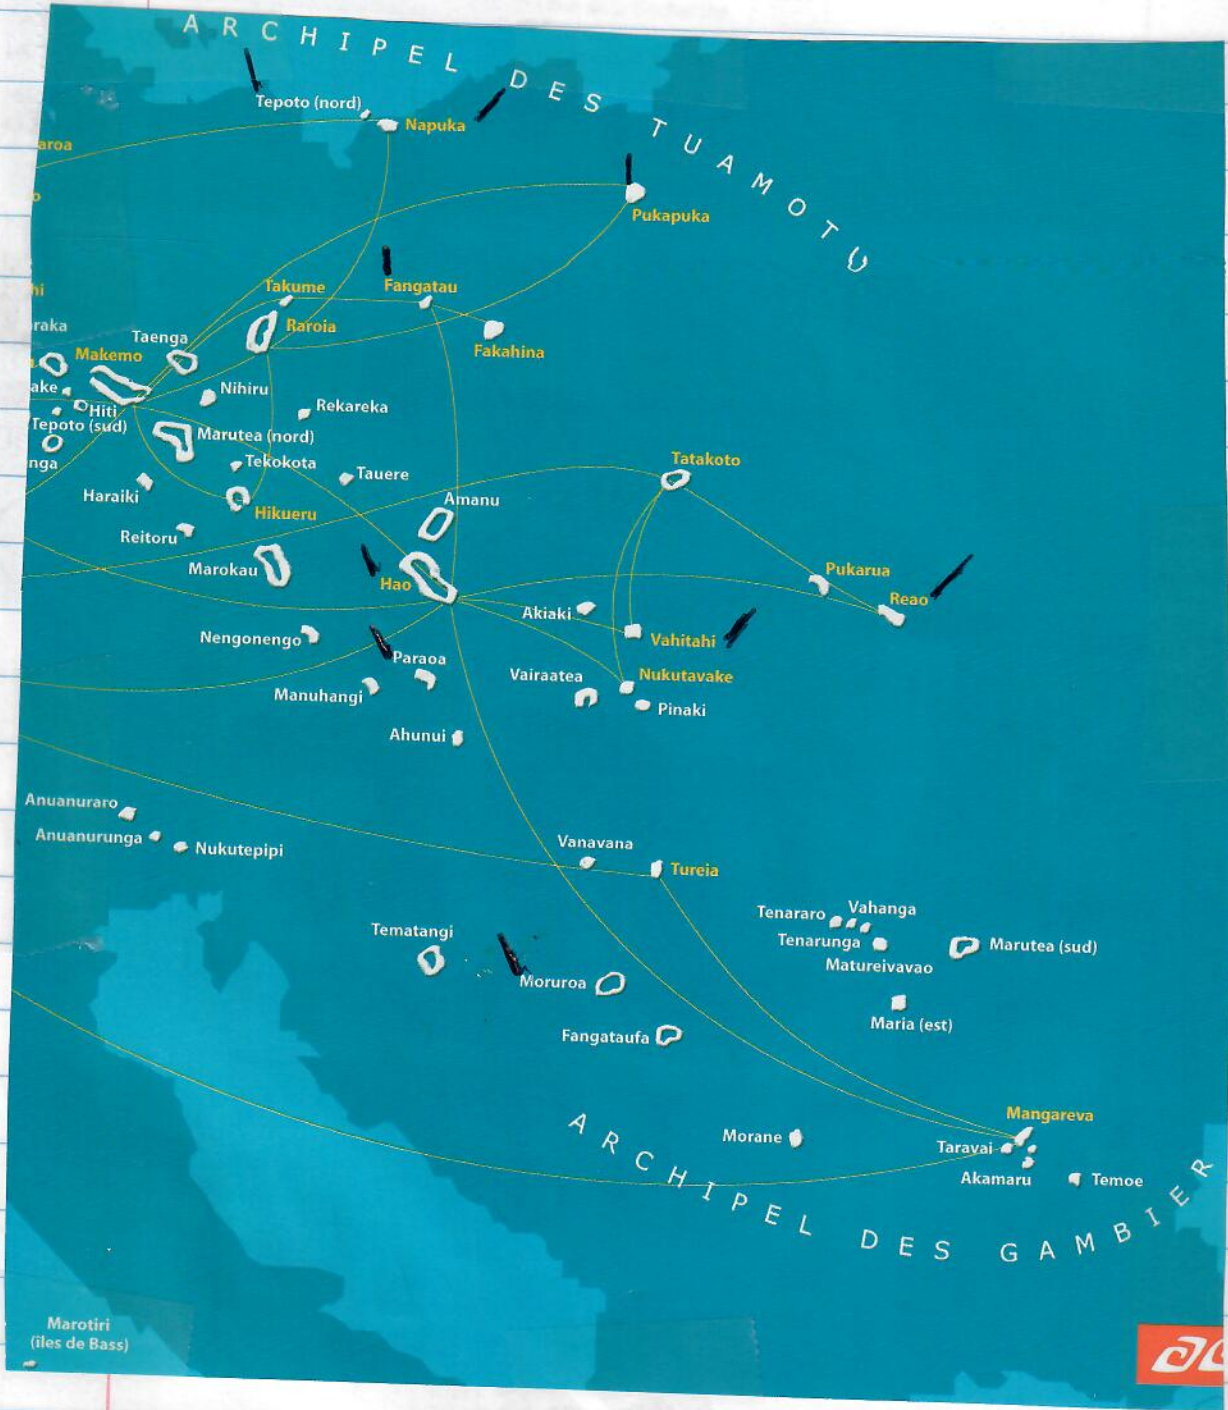 ARCHIPEL DES TUAMOTU
Tepoto (nord)
Napuka
aroa
o
Pukapuka
hi
Takume
Fangatau
raka
Taenga
Raroia
Makemo
Fakahina
ake
Nihiru
Hiti
Rekareka
Tepoto (sud)
Marutea (nord)
nga
Tekokota
Tatakoto
Tauere
Haraiki
Amanu
Hikueru
Reitoru
Marokau
Pukarua
Hao
Reao
Akiaki
Nengonengo
Vahitahi
Paraoa
Vairaatea
Nukutavake
Manuhangi
Pinaki
Ahunui
Anuanuraro
Anuanurunga
Nukutepipi
Vanavana
Tureia
Tenararo
Vahanga
Tematangi
Tenarunga
Marutea (sud)
Matureivavao
Moruroa
Maria (est)
Fangataufa
Mangareva
Morane
Taravai
Akamaru
Temoe
ARCHIPEL DES GAMBIER
Marotiri
(îles de Bass)